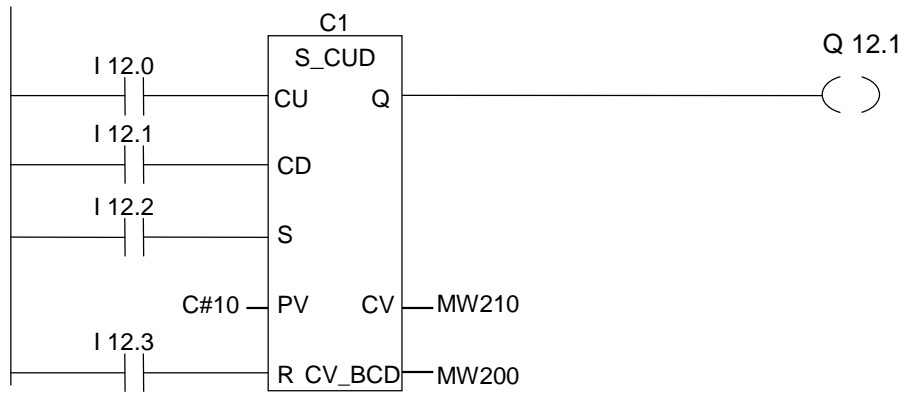 C1
S_CUD
Q 12.1
I 12.0
CU Q
I 12.1
CD
I 12.2
S
C#10 PV CV MW210
I 12.3
R CV_BCD MW200